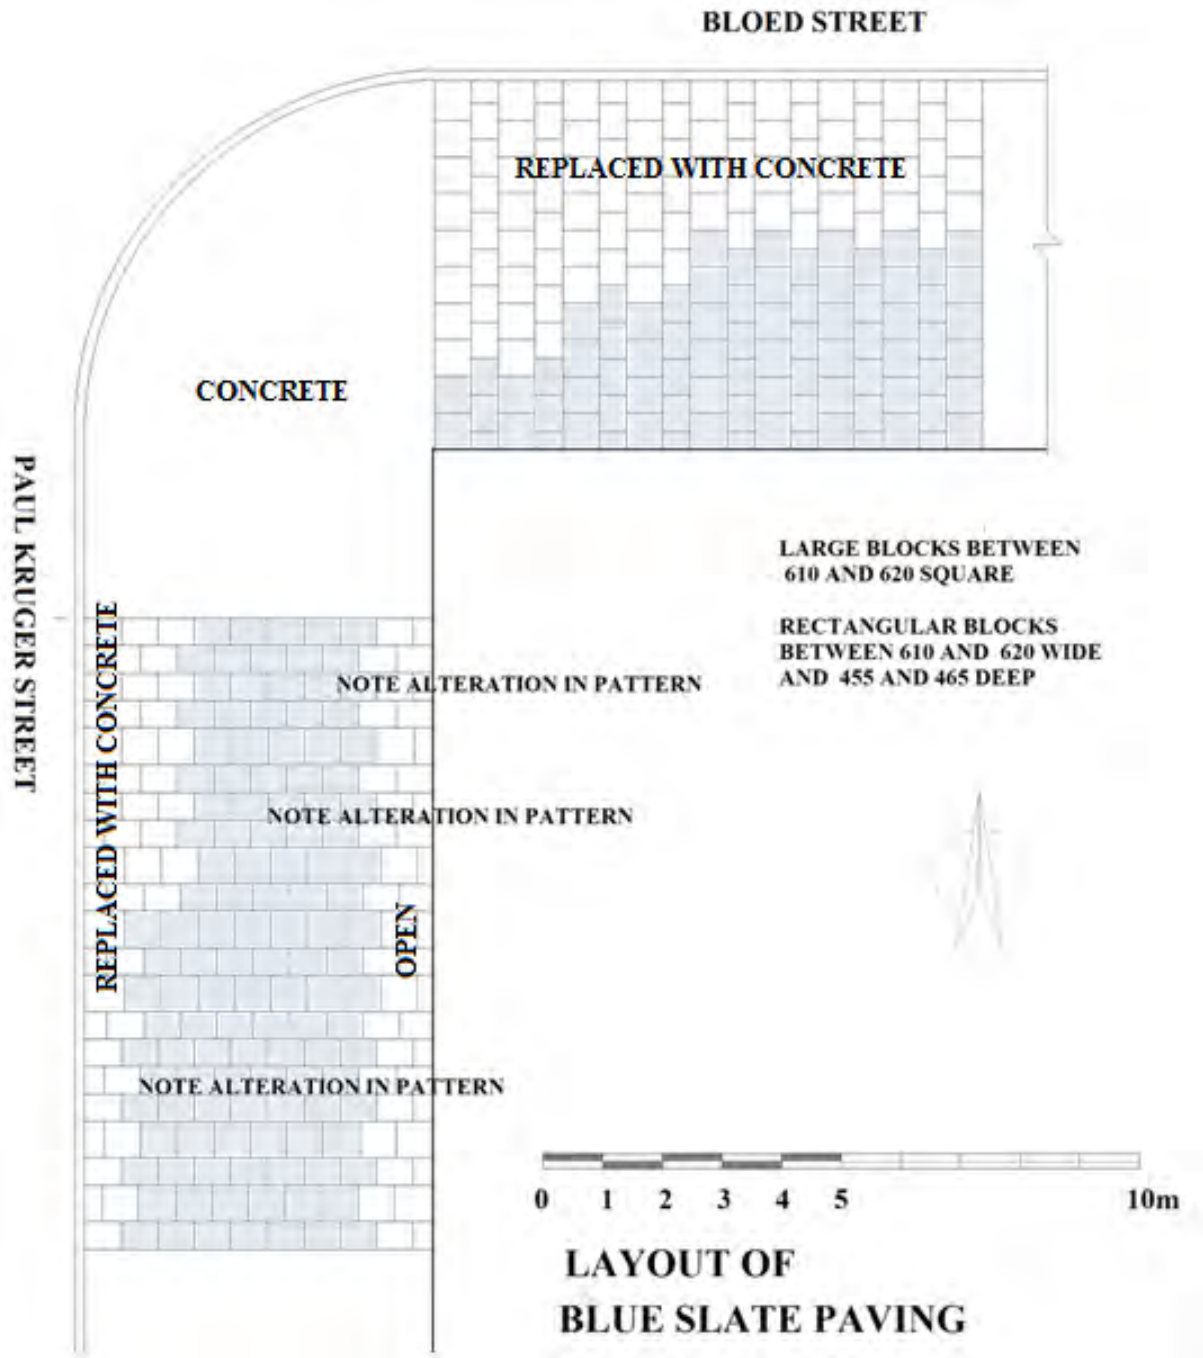 BLOED STREET
REPLACED WITH CONCRETE
CONCRETE
PAUL KRUGER STREET
LARGE BLOCKS BETWEEN
610 AND 620 SQUARE
RECTANGULAR BLOCKS
BETWEEN 610 AND 620 WIDE
AND 455 AND 465 DEEP
REPLACED WITH CONCRETE
NOTE ALTERATION IN PATTERN
NOTE ALTERATION IN PATTERN
OPEN
NOTE ALTERATION IN PATTERN
0 1 2 3 4 5 10m
LAYOUT OF
BLUE SLATE PAVING